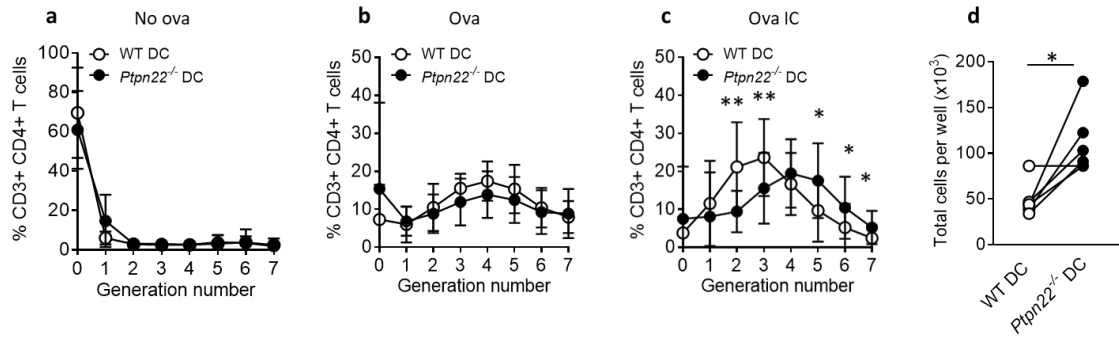 a No ova
WT DC
Ptpn22-/- DC
% CD3+ CD4+ T cells
100
80
60
40
20
0
0 1 2 3 4 5 6 7
Generation number
b Ova
WT DC
Ptpn22-/- DC
% CD3+ CD4+ T cells
50
40
30
20
10
0
0 1 2 3 4 5 6 7
Generation number
c Ova IC
WT DC
Ptpn22-/- DC
% CD3+ CD4+ T cells
50
40
30
20
10
0
** ** * * *
0 1 2 3 4 5 6 7
Generation number
d
*
Total cells per well (x10³)
200
150
100
50
0
WT DC
Ptpn22-/- DC